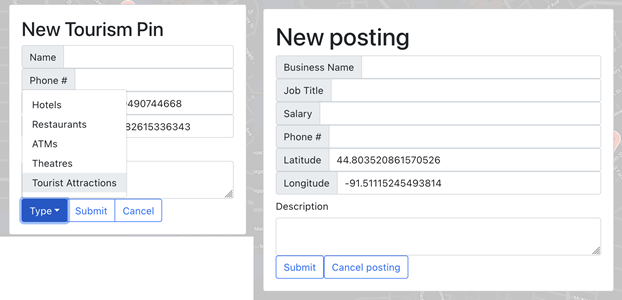 New Tourism Pin
Name
Phone #
Hotels
9490744668
Restaurants
82615336343
ATMs
Theatres
Tourist Attractions
Type
Submit
Cancel
New posting
Business Name
Job Title
Salary
Phone #
Latitude 44.803520861570526
Longitude -91.51115245493814
Description
Submit
Cancel posting